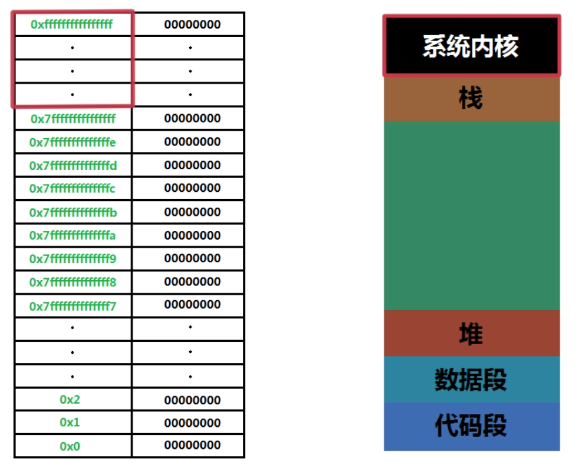 0xffffffffffffffff 00000000
· ·
· ·
· ·
0x7fffffffffffffff 00000000
0x7ffffffffffffffe 00000000
0x7ffffffffffffffd 00000000
0x7ffffffffffffffc 00000000
0x7ffffffffffffffb 00000000
0x7ffffffffffffffa 00000000
0x7ffffffffffffff9 00000000
0x7ffffffffffffff8 00000000
0x7ffffffffffffff7 00000000
· ·
· ·
· ·
0x2 00000000
0x1 00000000
0x0 00000000
系统内核
栈
堆
数据段
代码段